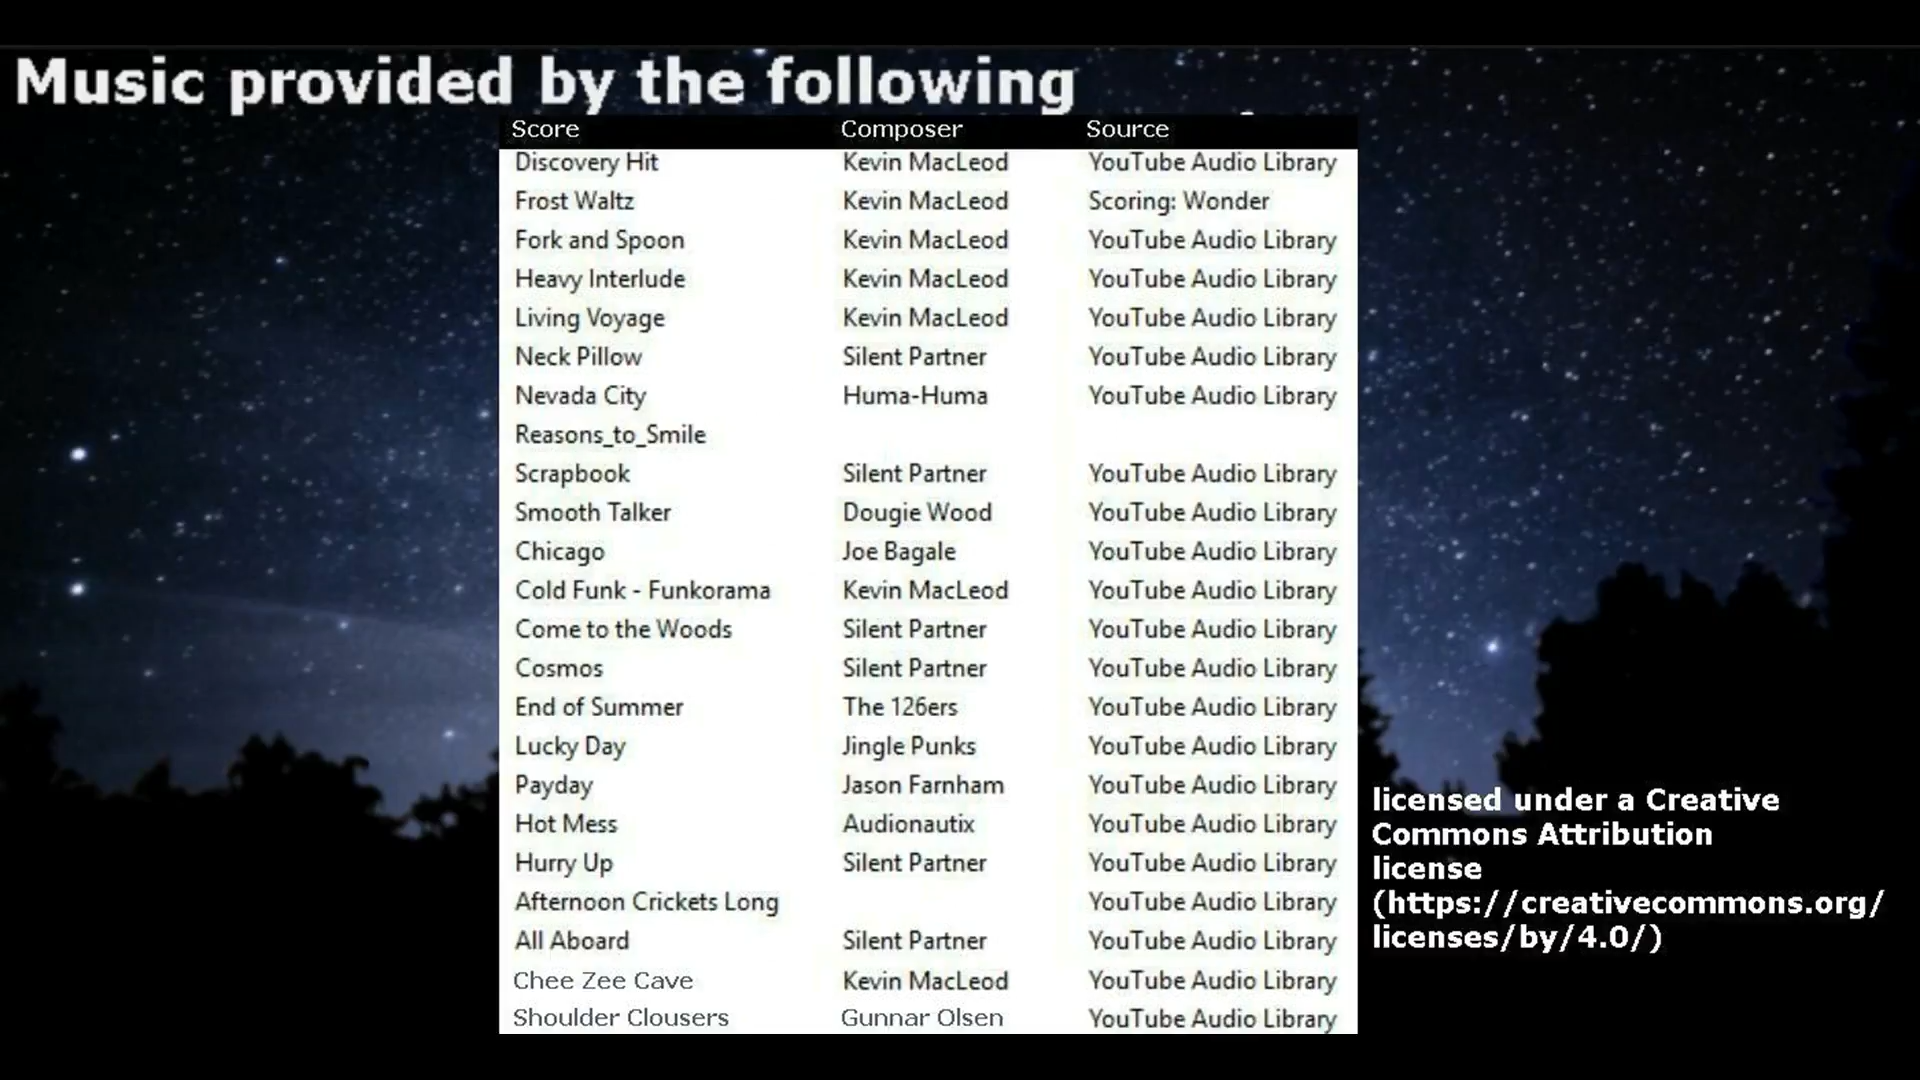 Music provided by the following
Score Composer Source
Discovery Hit Kevin MacLeod YouTube Audio Library
Frost Waltz Kevin MacLeod Scoring: Wonder
Fork and Spoon Kevin MacLeod YouTube Audio Library
Heavy Interlude Kevin MacLeod YouTube Audio Library
Living Voyage Kevin MacLeod YouTube Audio Library
Neck Pillow Silent Partner YouTube Audio Library
Nevada City Huma-Huma YouTube Audio Library
Reasons_to_Smile
Scrapbook Silent Partner YouTube Audio Library
Smooth Talker Dougie Wood YouTube Audio Library
Chicago Joe Bagale YouTube Audio Library
Cold Funk - Funkorama Kevin MacLeod YouTube Audio Library
Come to the Woods Silent Partner YouTube Audio Library
Cosmos Silent Partner YouTube Audio Library
End of Summer The 126ers YouTube Audio Library
Lucky Day Jingle Punks YouTube Audio Library
Payday Jason Farnham YouTube Audio Library
Hot Mess Audionautix YouTube Audio Library
Hurry Up Silent Partner YouTube Audio Library
Afternoon Crickets Long YouTube Audio Library
All Aboard Silent Partner YouTube Audio Library
Chee Zee Cave Kevin MacLeod YouTube Audio Library
Shoulder Clousers Gunnar Olsen YouTube Audio Library
licensed under a Creative
Commons Attribution
license
(https://creativecommons.org/
licenses/by/4.0/)